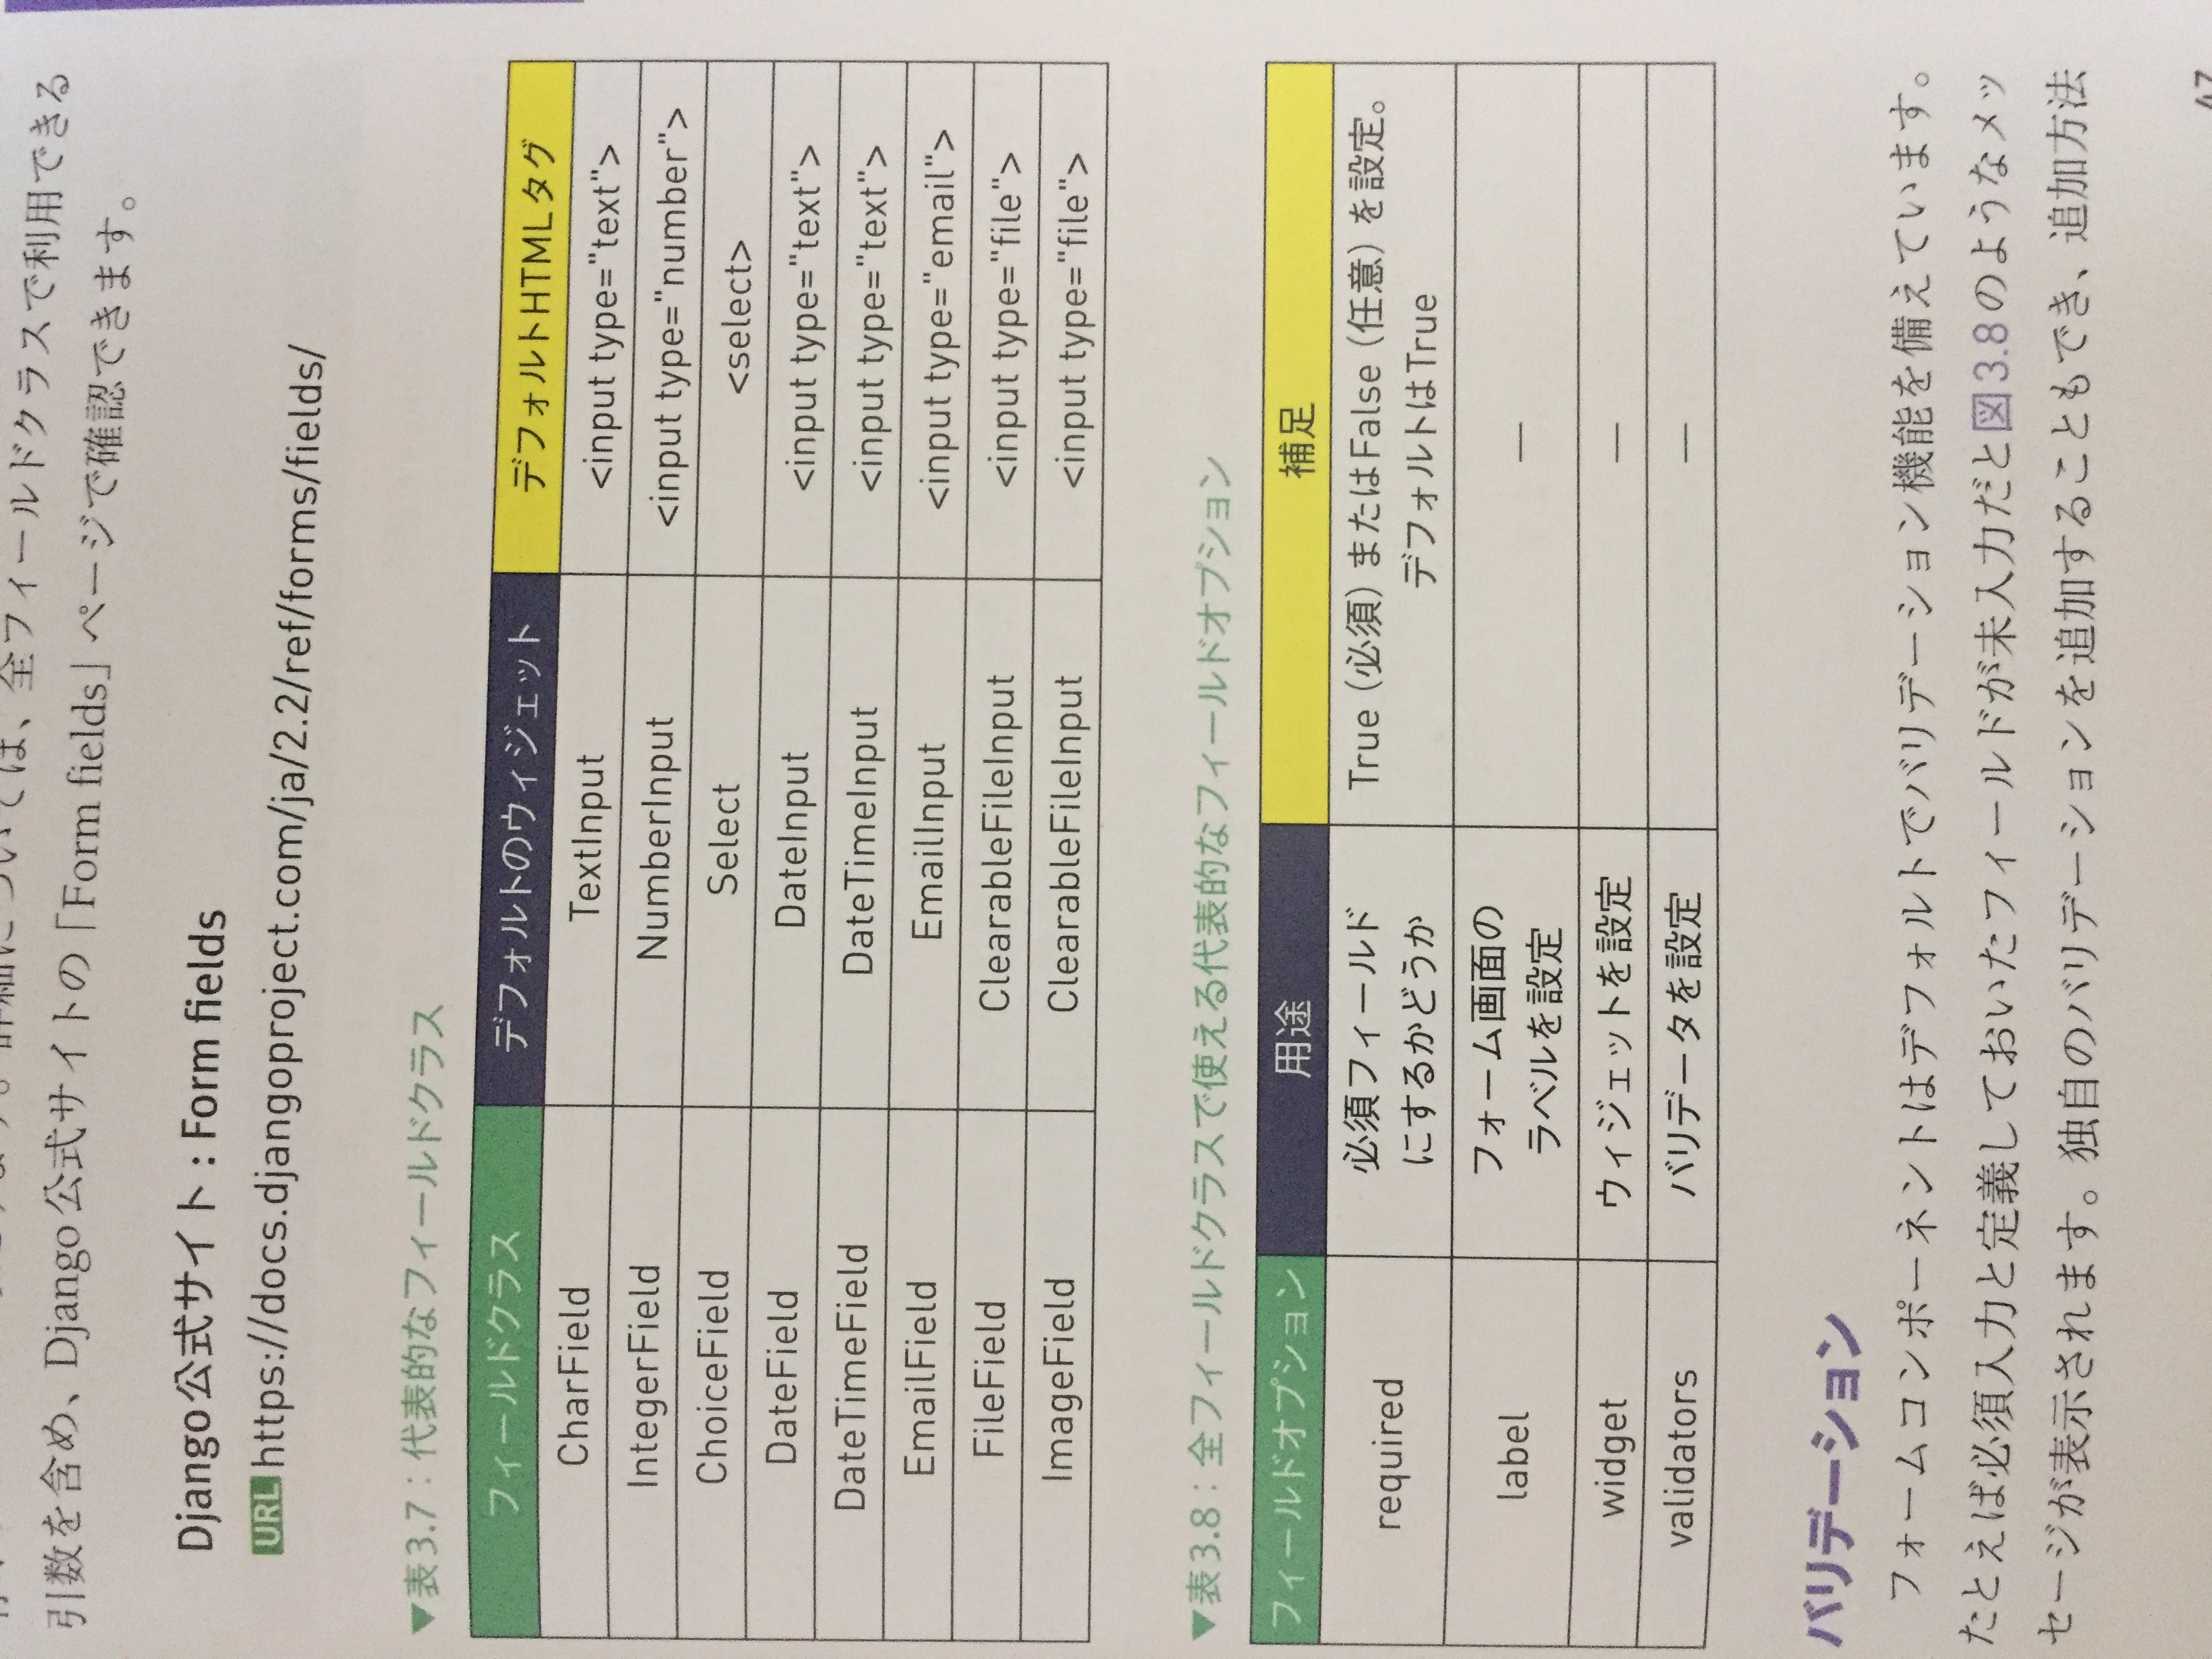 詳細については、全フィールドクラスで利用できる
引数を含め、Django公式サイトの「Form fields」ページで確認できます。
Django公式サイト : Form fields
URL https://docs.djangoproject.com/ja/2.2/ref/forms/fields/
▼表3.7：代表的なフィールドクラス
フィールドクラス デフォルトのウィジェット デフォルトHTMLタグ
CharField TextInput <input type="text">
IntegerField NumberInput <input type="number">
ChoiceField Select <select>
DateField DateInput <input type="text">
DateTimeField DateTimeInput <input type="text">
EmailField EmailInput <input type="email">
FileField ClearableFileInput <input type="file">
ImageField ClearableFileInput <input type="file">
▼表3.8：全フィールドクラスで使える代表的なフィールドオプション
フィールドオプション 用途 補足
required 必須フィールド True（必須）またはFalse（任意）を設定。
にするかどうか デフォルトはTrue
label フォーム画面の —
ラベルを設定
widget ウィジェットを設定 —
validators バリデータを設定 —
バリデーション
フォームコンポーネントはデフォルトでバリデーション機能を備えています。
たとえば必須入力と定義しておいたフィールドが未入力だと図3.8のようなメッ
セージが表示されます。独自のバリデーションを追加することもでき、追加方法
47